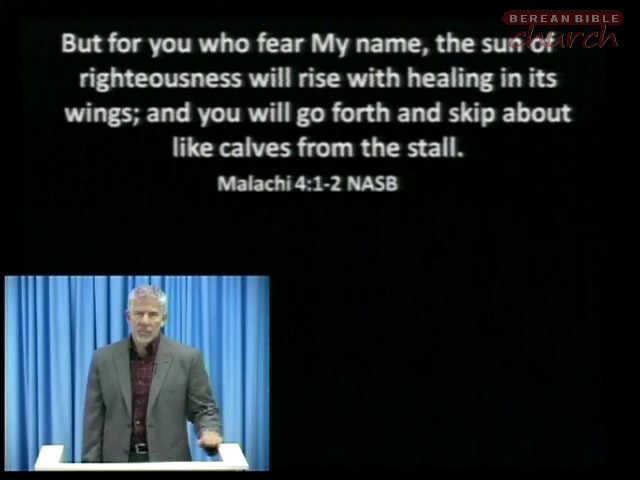 BEREAN BIBLE
church
But for you who fear My name, the sun of
righteousness will rise with healing in its
wings; and you will go forth and skip about
like calves from the stall.
Malachi 4:1-2 NASB